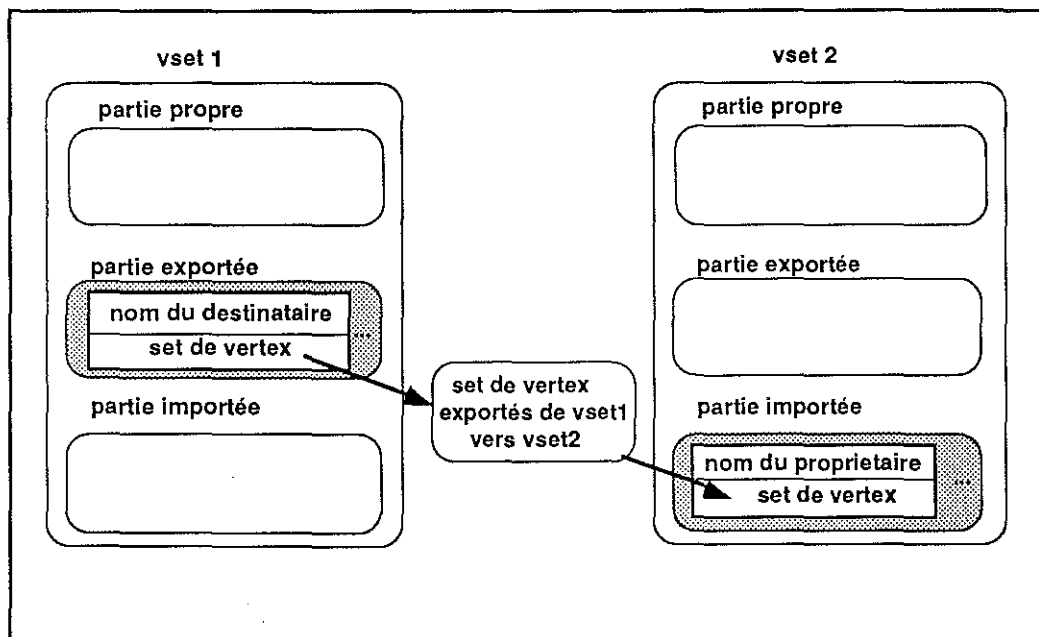 vset 1
partie propre
partie exportée
nom du destinataire
...
set de vertex
partie importée
set de vertex
exportés de vset1
vers vset2
vset 2
partie propre
partie exportée
partie importée
nom du proprietaire
...
set de vertex